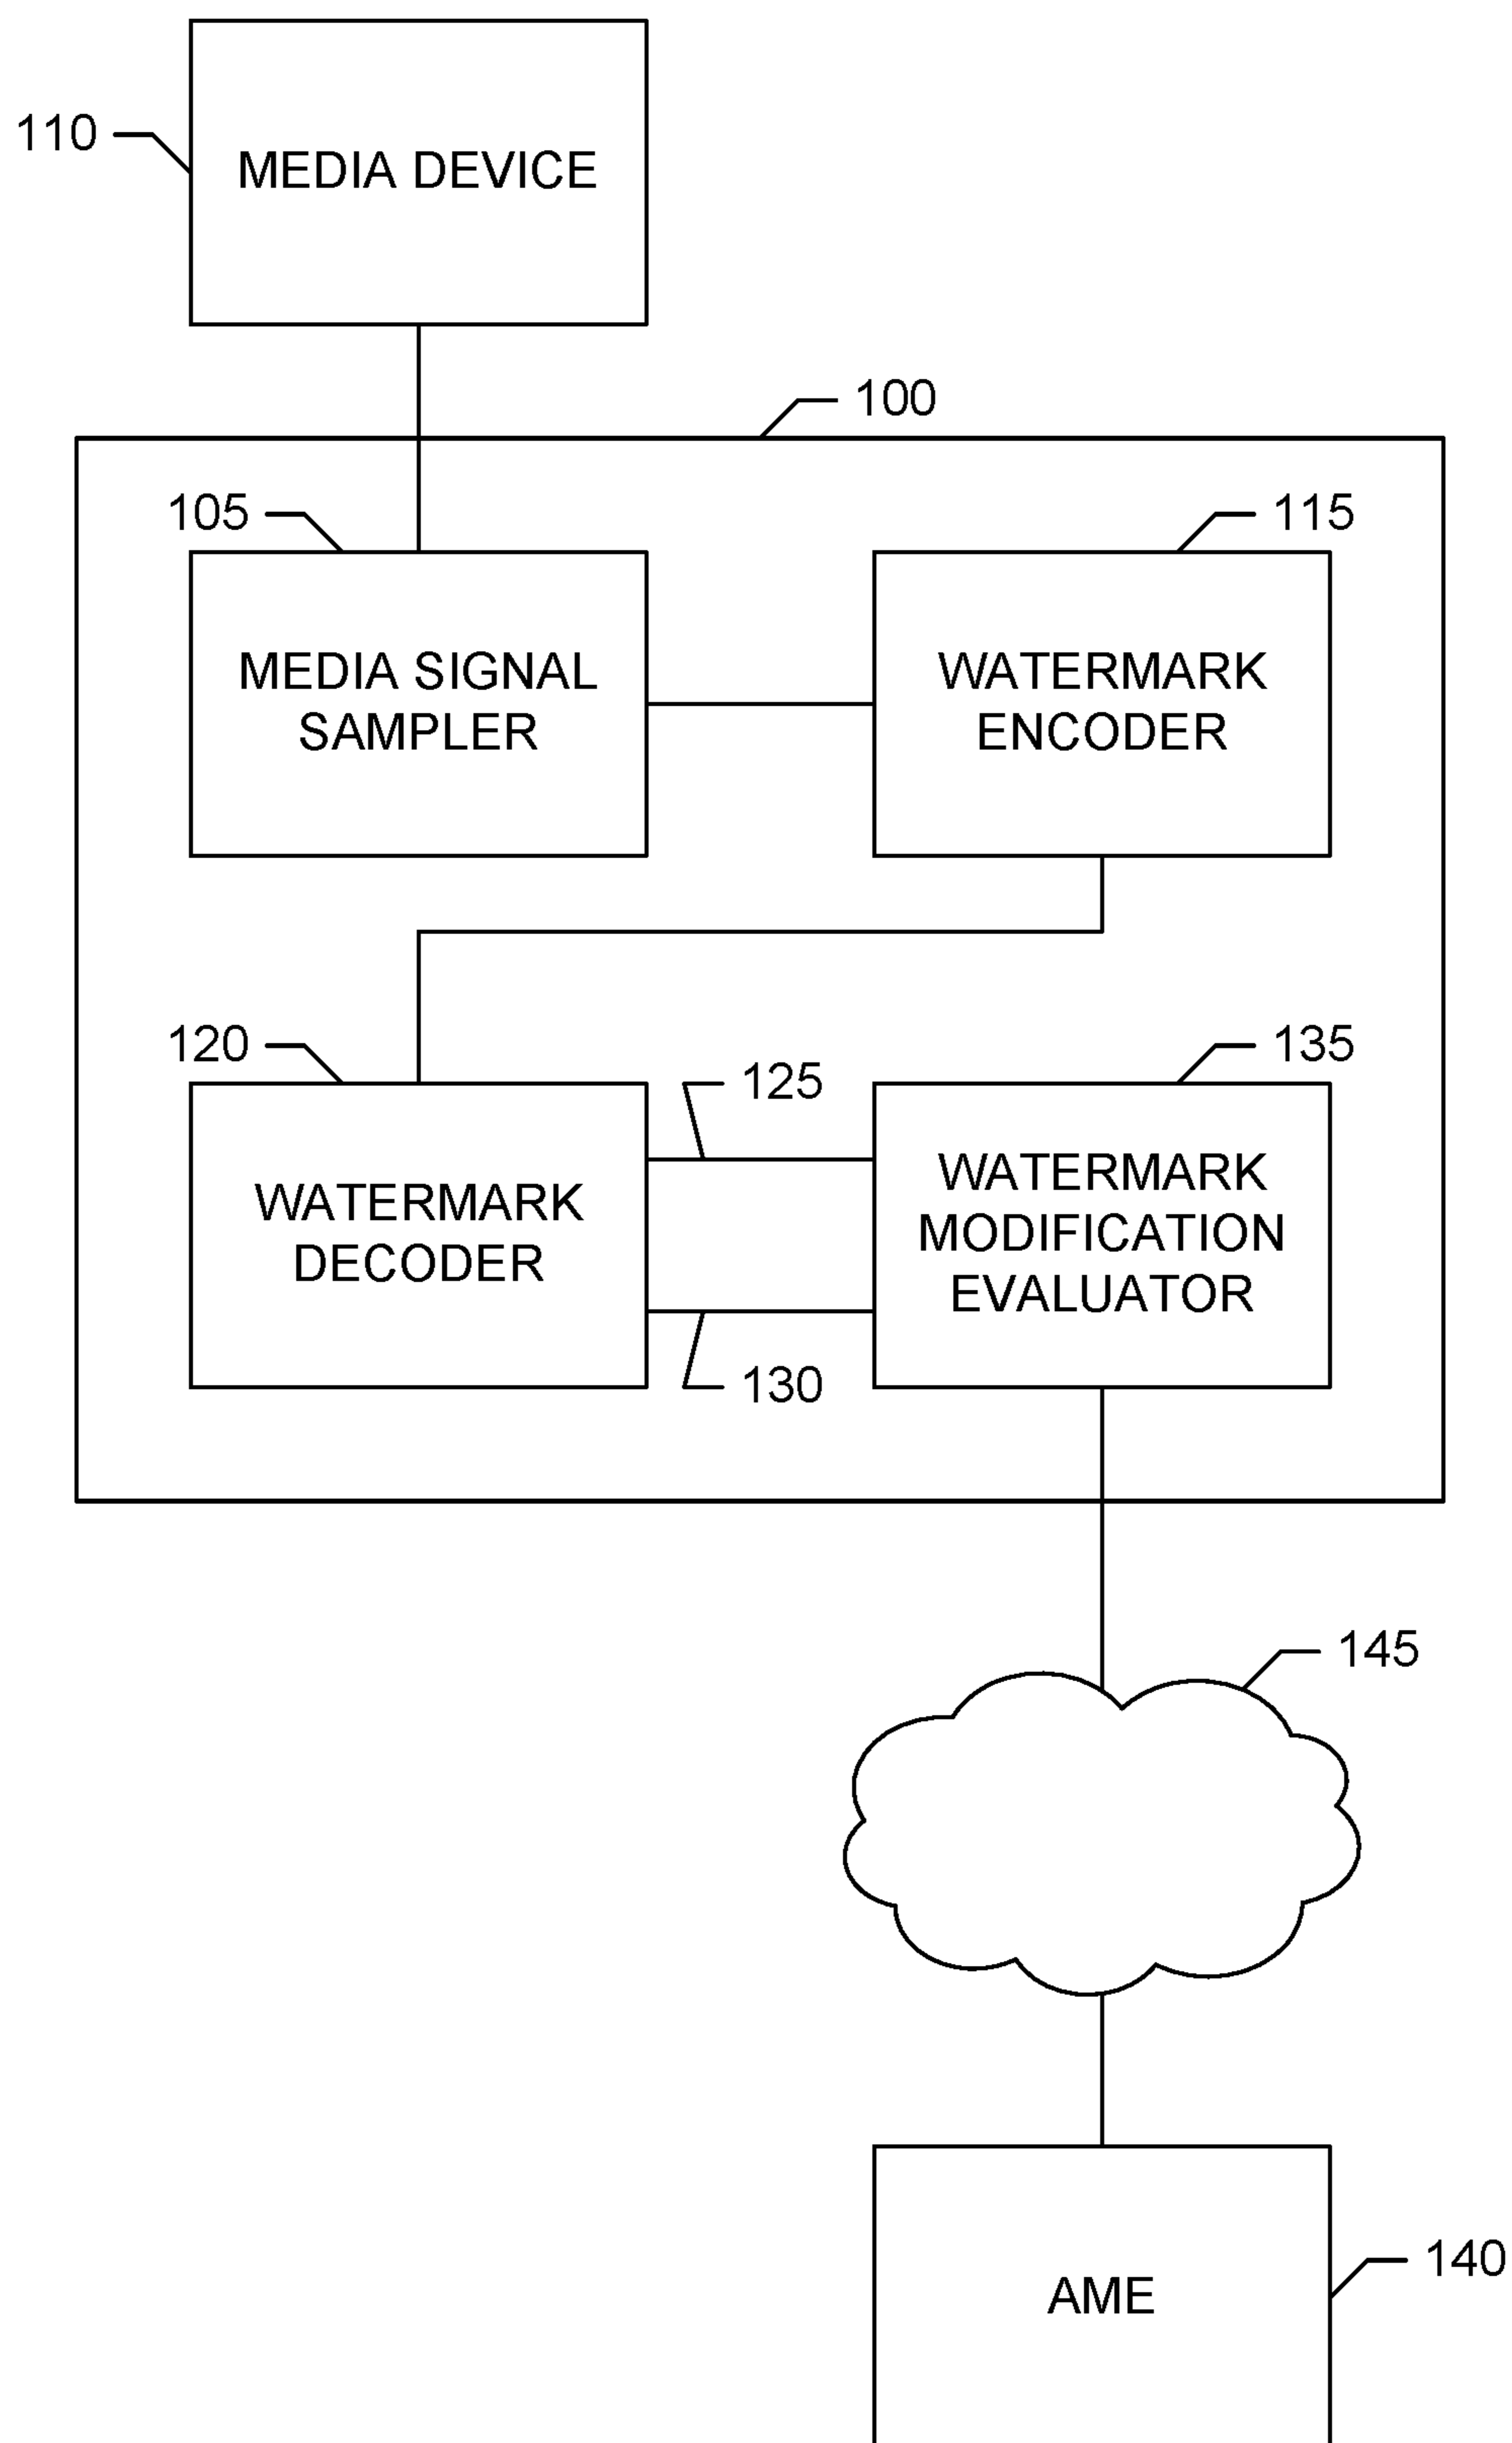 110
MEDIA DEVICE
100
105
115
MEDIA SIGNAL
SAMPLER
WATERMARK
ENCODER
120
125
135
WATERMARK
DECODER
WATERMARK
MODIFICATION
EVALUATOR
130
145
140
AME